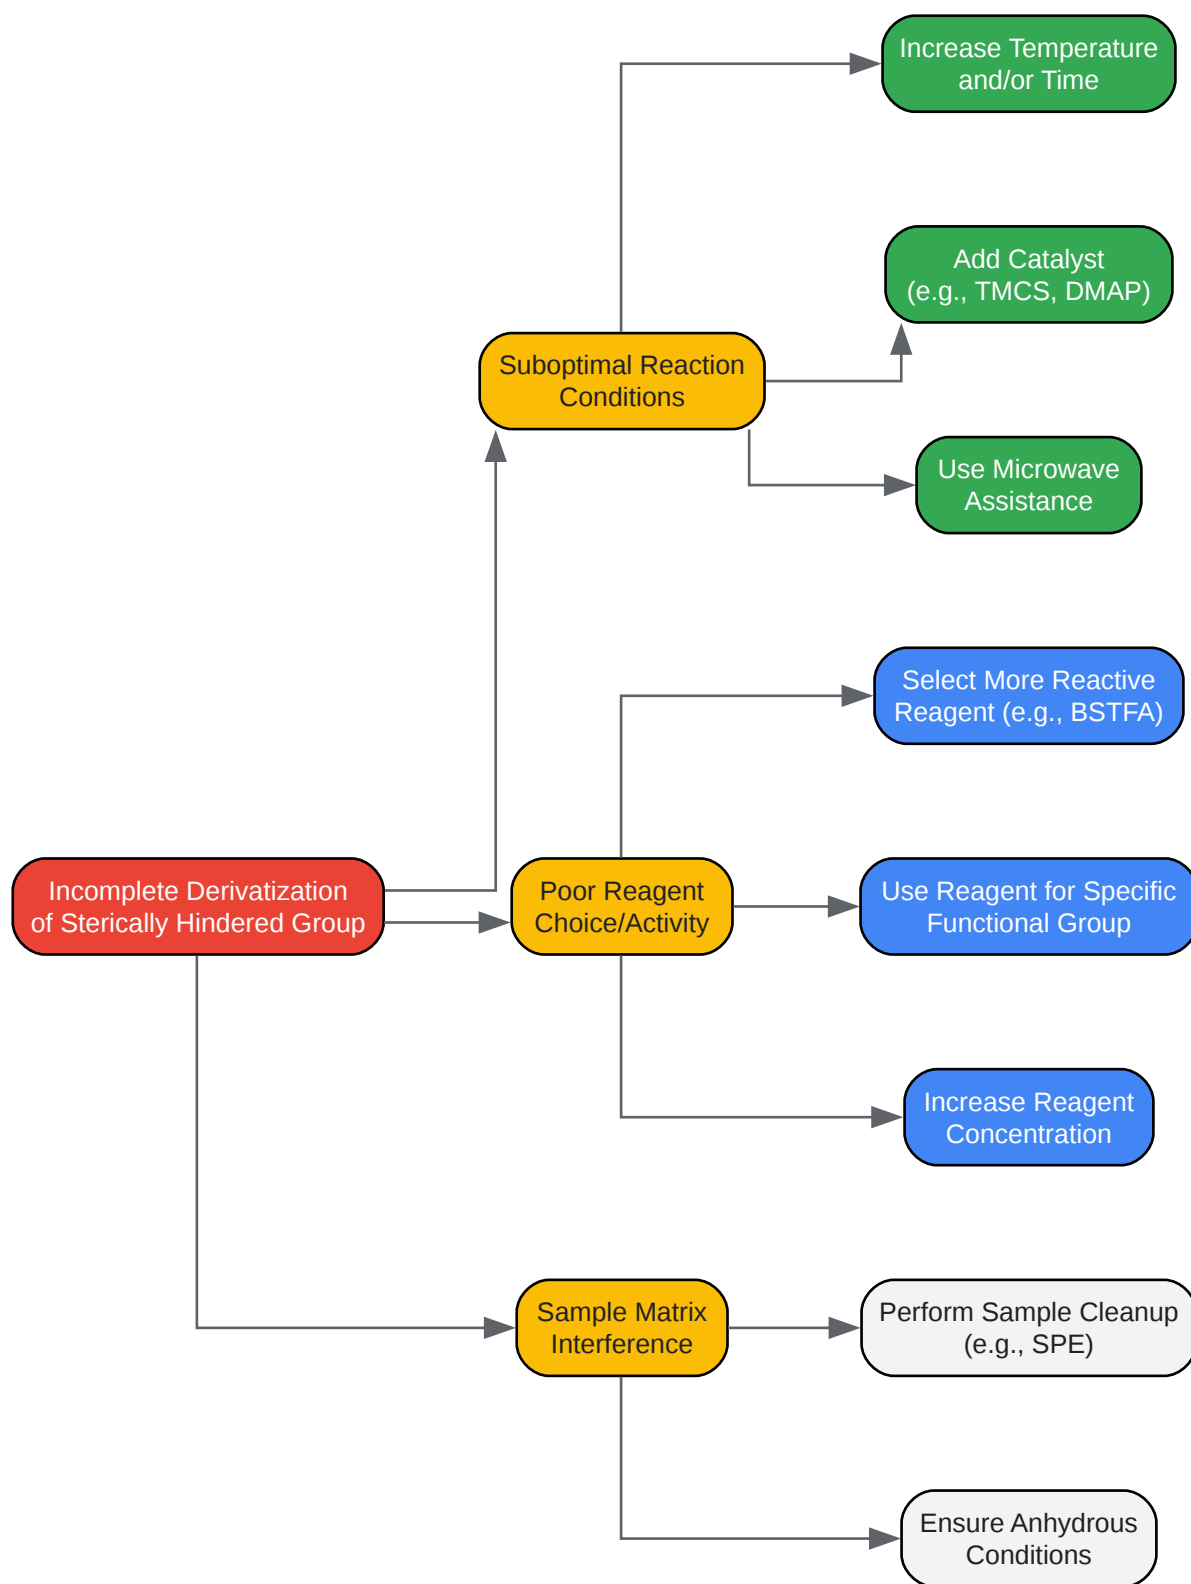 Increase Temperature
and/or Time
Add Catalyst
(e.g., TMCS, DMAP)
Suboptimal Reaction
Conditions
Use Microwave
Assistance
Select More Reactive
Reagent (e.g., BSTFA)
Incomplete Derivatization
of Sterically Hindered Group
Poor Reagent
Choice/Activity
Use Reagent for Specific
Functional Group
Increase Reagent
Concentration
Sample Matrix
Interference
Perform Sample Cleanup
(e.g., SPE)
Ensure Anhydrous
Conditions